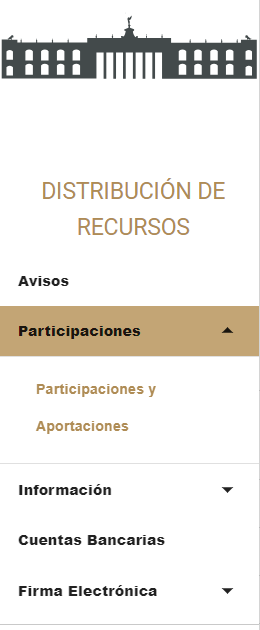 DISTRIBUCIÓN DE
RECURSOS
Avisos
Participaciones
Participaciones y
Aportaciones
Información
Cuentas Bancarias
Firma Electrónica